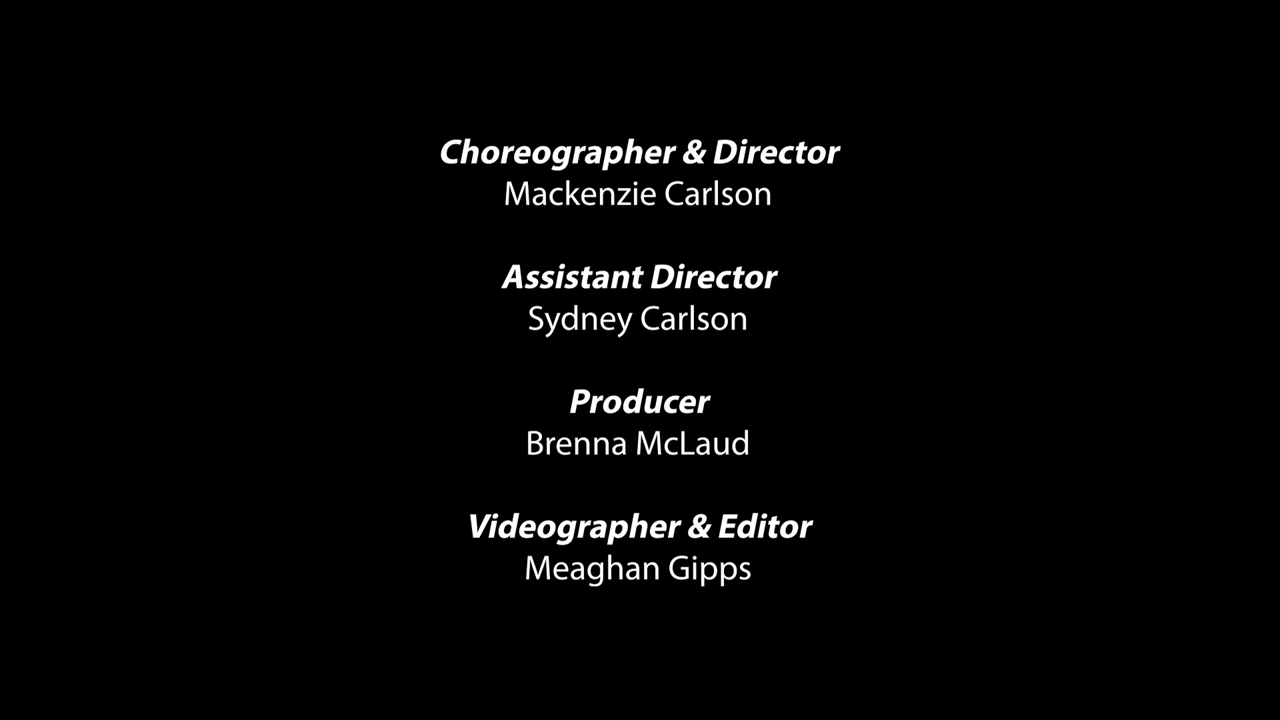 Choreographer & Director
Mackenzie Carlson
Assistant Director
Sydney Carlson
Producer
Brenna McLaud
Videographer & Editor
Meaghan Gipps